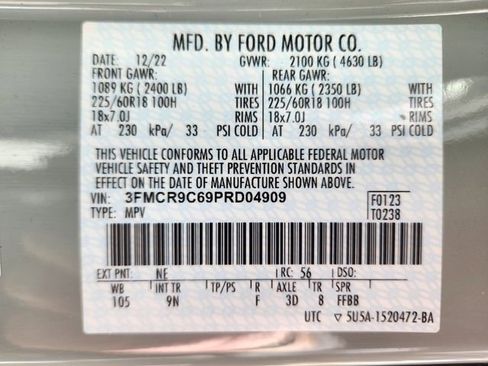 MFD. BY FORD MOTOR CO.
DATE: 12/22 GVWR: 2100 KG ( 4630 LB)
FRONT GAWR: REAR GAWR:
1089 KG ( 2400 LB) WITH 1066 KG ( 2350 LB) WITH
225/60R18 100H TIRES 225/60R18 100H TIRES
18x7.0J RIMS 18x7.0J RIMS
AT 230 kPa/ 33 PSI COLD AT 230 kPa/ 33 PSI COLD
THIS VEHICLE CONFORMS TO ALL APPLICABLE FEDERAL MOTOR
VEHICLE SAFETY AND THEFT PREVENTION STANDARDS IN
EFFECT ON THE DATE OF MANUFACTURE SHOWN ABOVE.
VIN: 3FMCR9C69PRD04909 F0123
TYPE: MPV T0238
EXT PNT: NE RC: 56 DSO:
WB INT TR TP/PS R AXLE TR SPR
105 9N F 3D 8 FFBB
UTC ▽ 5U5A-1520472-BA